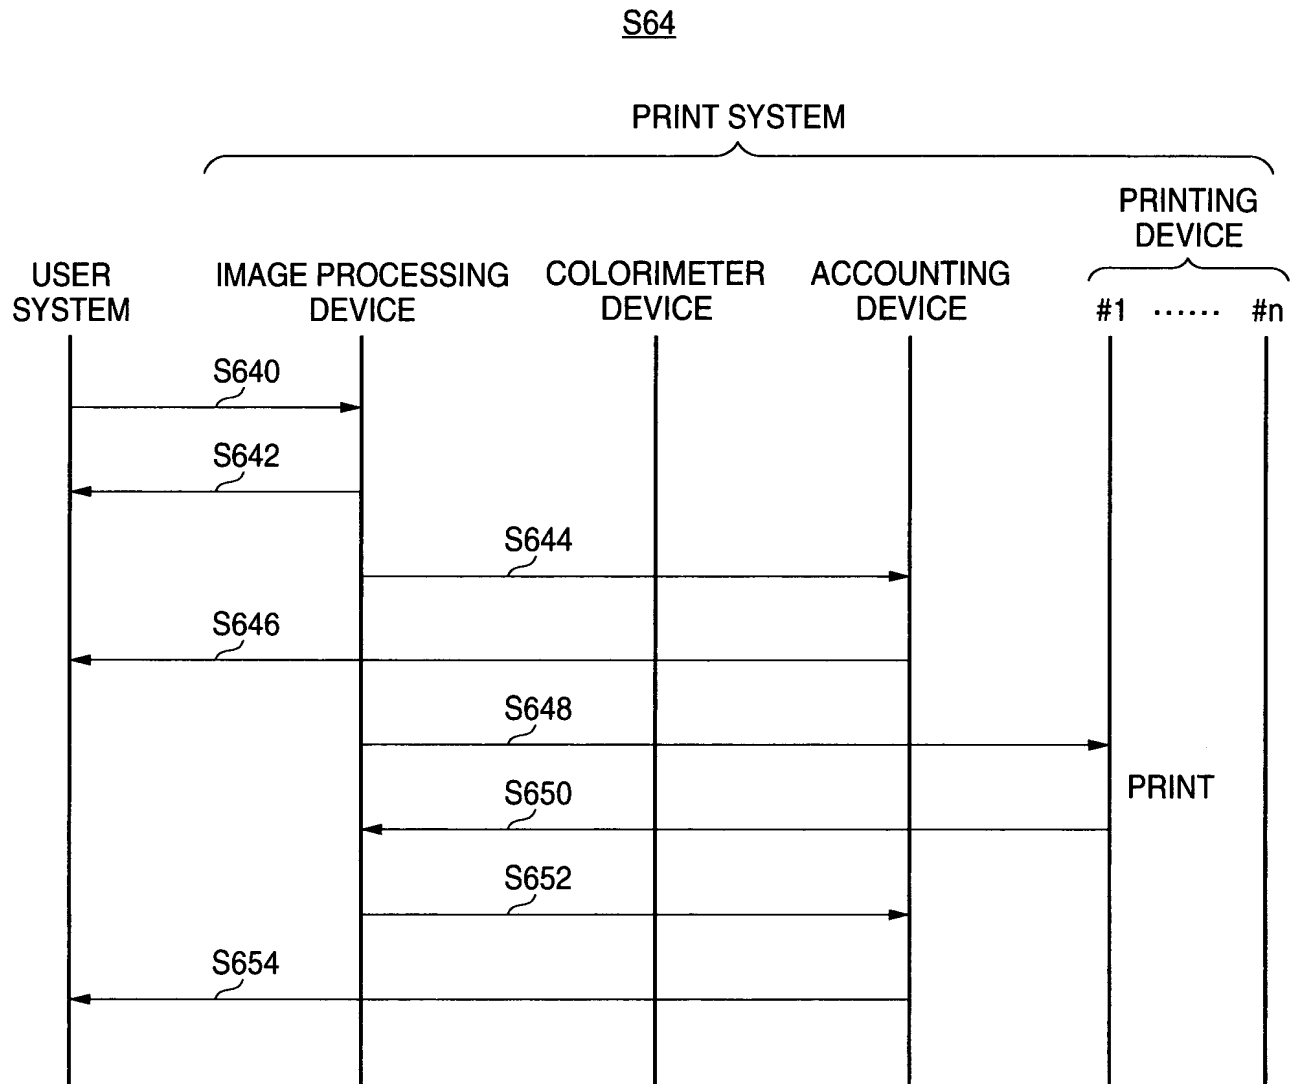 S64
PRINT SYSTEM
PRINTING
DEVICE
USER
SYSTEM
IMAGE PROCESSING
DEVICE
COLORIMETER
DEVICE
ACCOUNTING
DEVICE
#1 ...... #n
S640
S642
S644
S646
S648
PRINT
S650
S652
S654